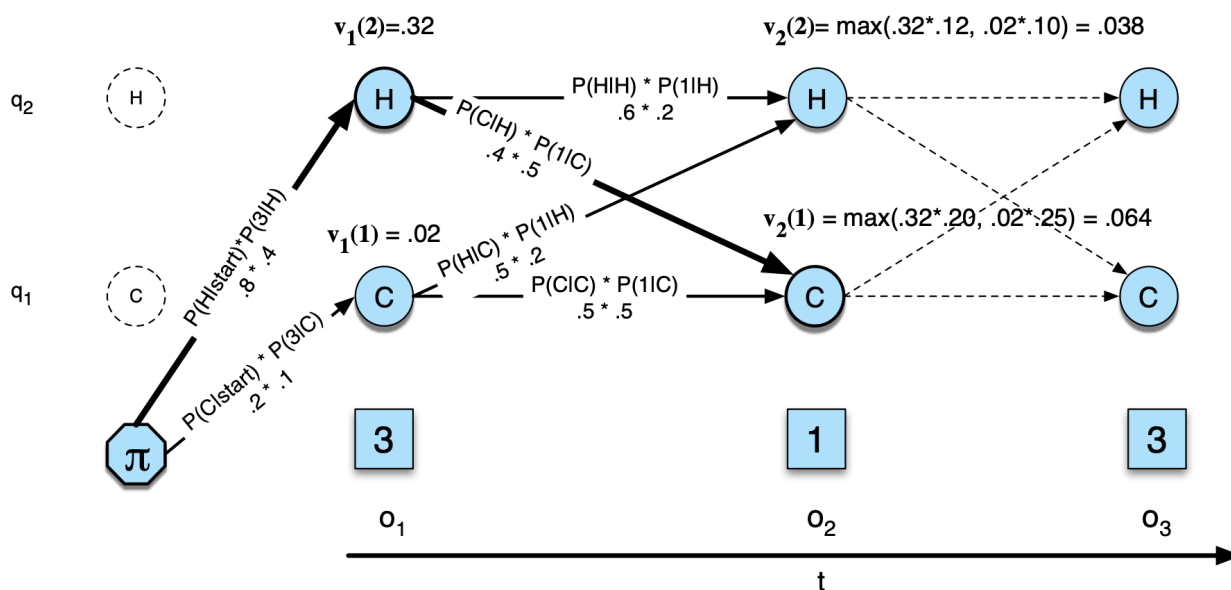 v1(2)=.32
v2(2)= max(.32*.12, .02*.10) = .038
q2
H
H
P(H|H) * P(1|H)
.6 * .2
H
H
P(C|H) * P(1|C)
.4 * .5
P(H|start)*P(3|H)
.8 * .4
v1(1) = .02
P(H|C) * P(1|H)
.5 * .2
v2(1) = max(.32*.20, .02*.25) = .064
q1
C
C
P(C|C) * P(1|C)
.5 * .5
C
C
P(C|start) * P(3|C)
.2 * .1
π
3
1
3
o1
o2
o3
t